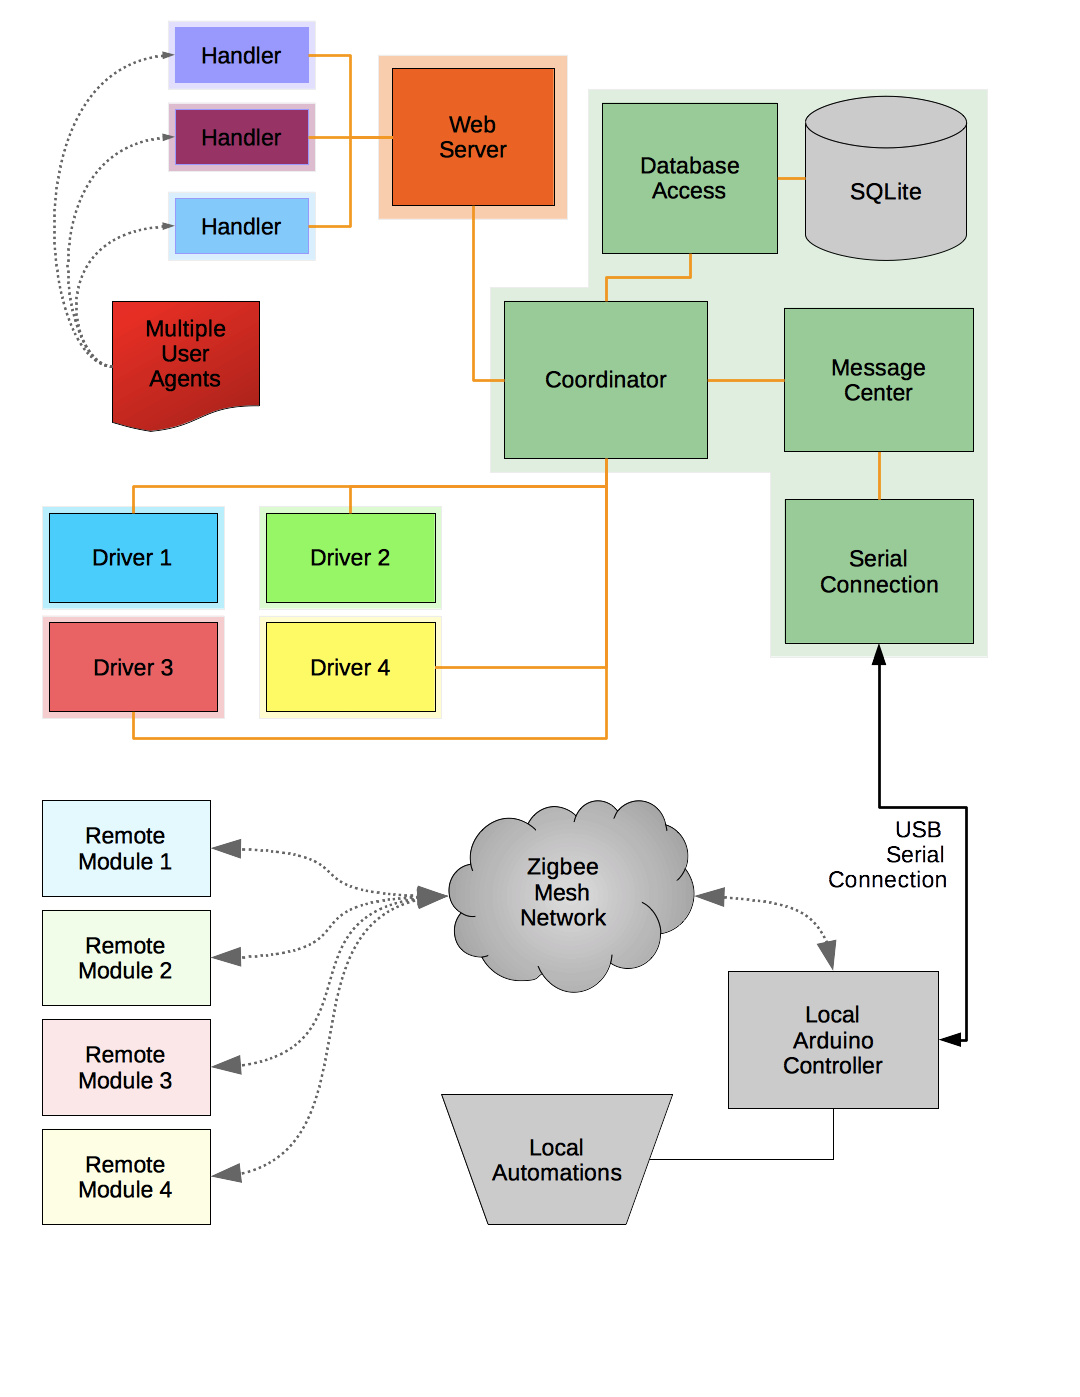 Handler
Handler
Handler
Web
Server
Database
Access
SQLite
Multiple
User
Agents
Coordinator
Message
Center
Driver 1
Driver 2
Serial
Connection
Driver 3
Driver 4
Remote
Module 1
USB
Serial
Connection
Zigbee
Mesh
Network
Remote
Module 2
Local
Arduino
Controller
Remote
Module 3
Local
Automations
Remote
Module 4